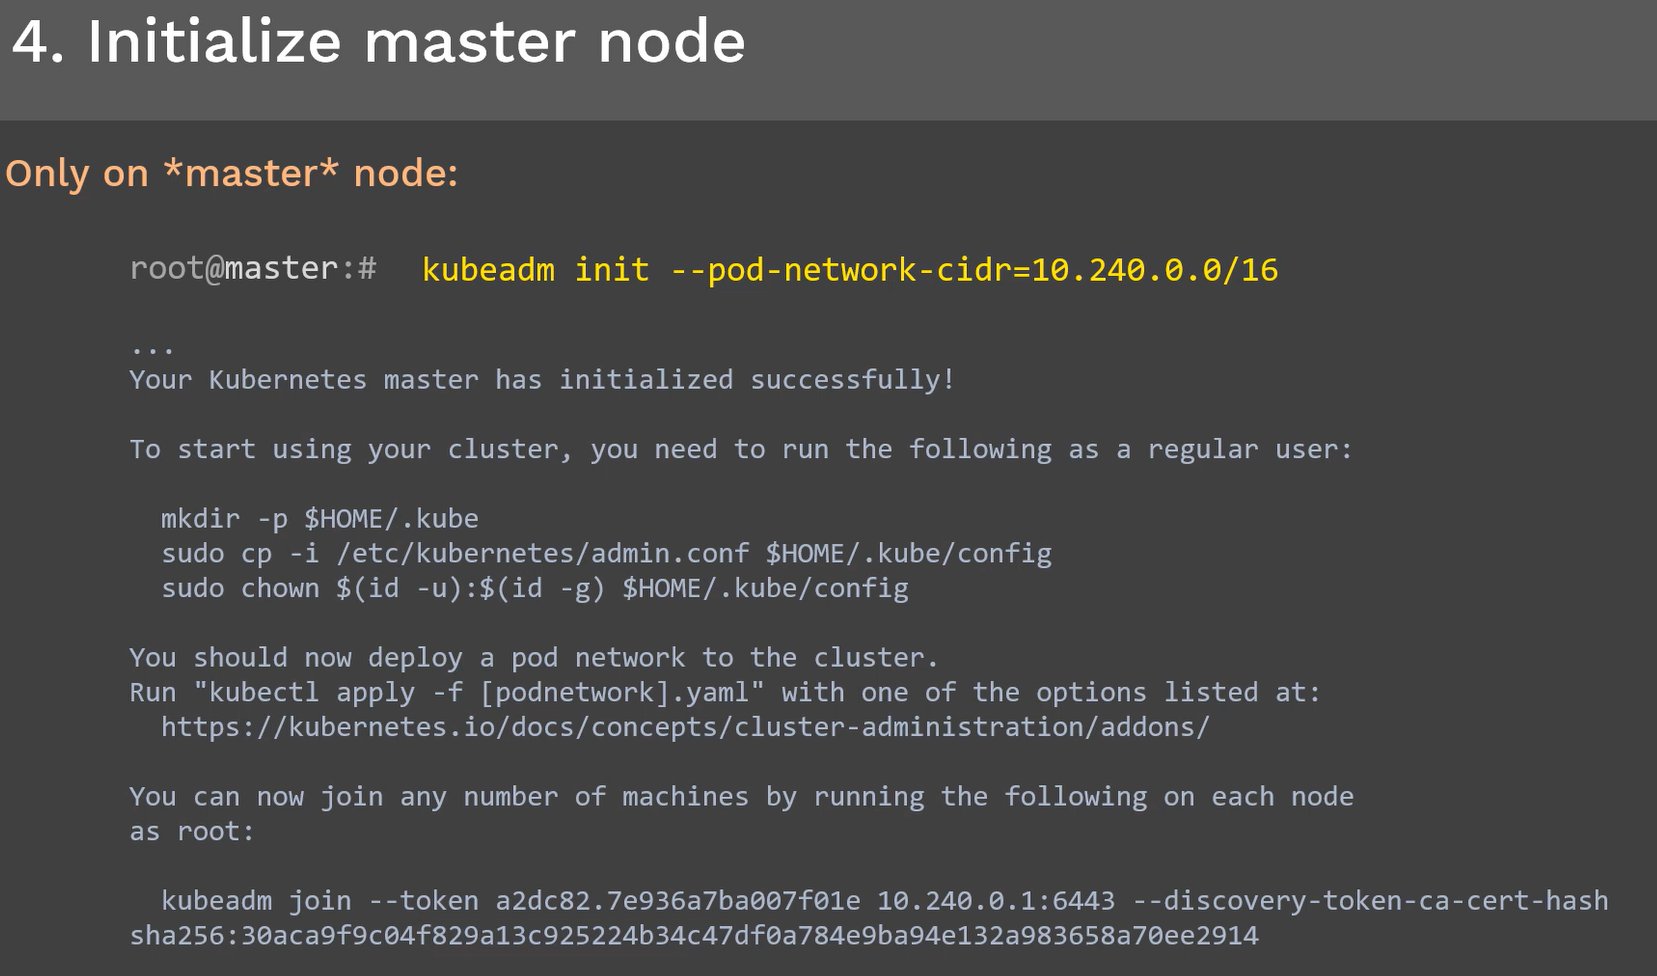 4. Initialize master node
Only on *master* node:
root@master:# kubeadm init --pod-network-cidr=10.240.0.0/16
...
Your Kubernetes master has initialized successfully!
To start using your cluster, you need to run the following as a regular user:
mkdir -p $HOME/.kube
sudo cp -i /etc/kubernetes/admin.conf $HOME/.kube/config
sudo chown $(id -u):$(id -g) $HOME/.kube/config
You should now deploy a pod network to the cluster.
Run "kubectl apply -f [podnetwork].yaml" with one of the options listed at:
https://kubernetes.io/docs/concepts/cluster-administration/addons/
You can now join any number of machines by running the following on each node
as root:
kubeadm join --token a2dc82.7e936a7ba007f01e 10.240.0.1:6443 --discovery-token-ca-cert-hash
sha256:30aca9f9c04f829a13c925224b34c47df0a784e9ba94e132a983658a70ee2914